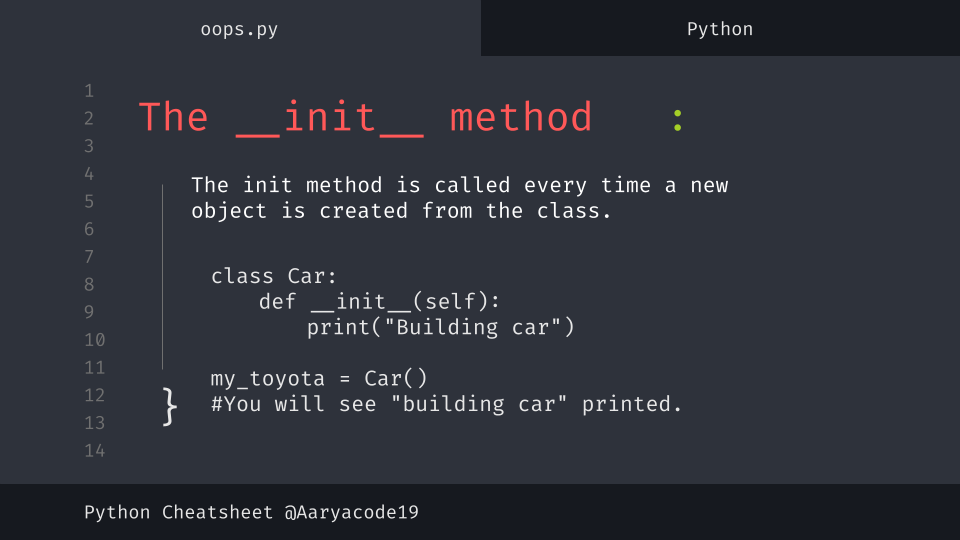 oops.py
Python
The __init__ method :
The init method is called every time a new
object is created from the class.
class Car:
def __init__(self):
print("Building car")
my_toyota = Car()
#You will see "building car" printed.
}
1
2
3
4
5
6
7
8
9
10
11
12
13
14
Python Cheatsheet @Aaryacode19